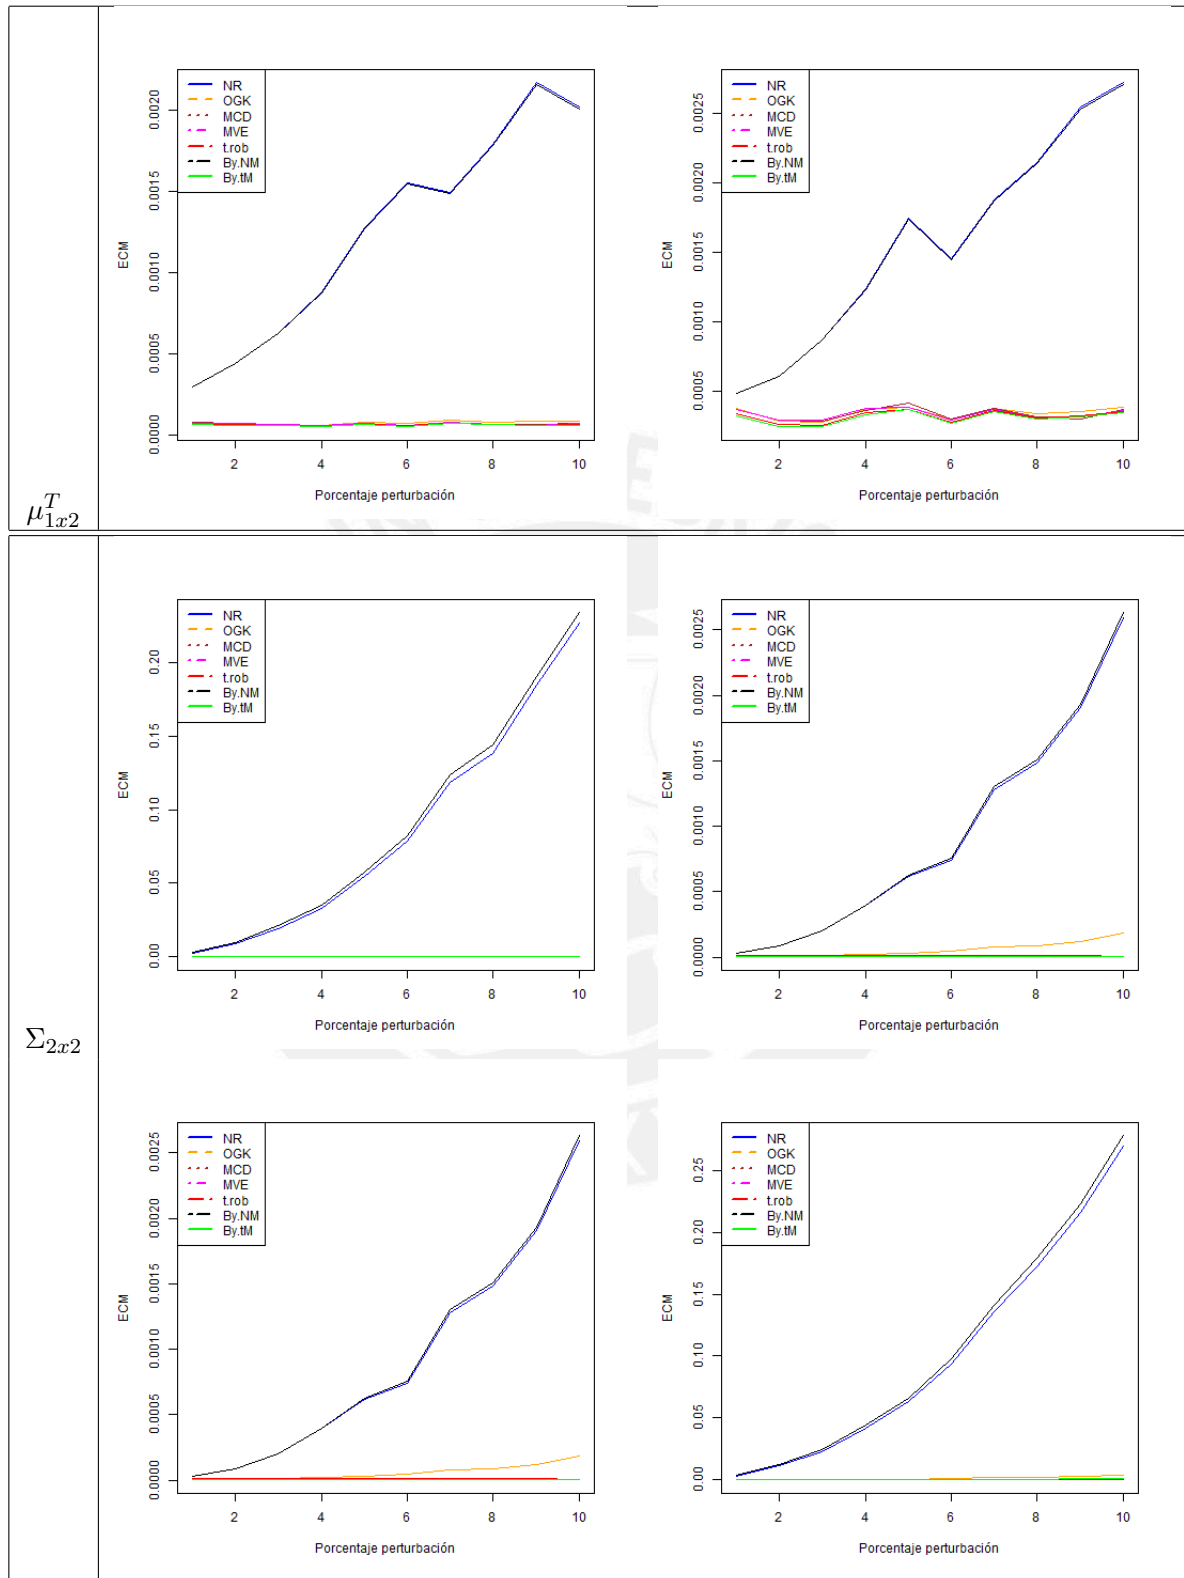 NR
OGK
MCD
MVE
t.rob
By.NM
By.tM
0.0000 0.0005 0.0010 0.0015 0.0020
ECM
2 4 6 8 10
Porcentaje perturbación
NR
OGK
MCD
MVE
t.rob
By.NM
By.tM
0.0005 0.0010 0.0015 0.0020 0.0025
ECM
2 4 6 8 10
Porcentaje perturbación
μ^T_{1x2}
NR
OGK
MCD
MVE
t.rob
By.NM
By.tM
0.00 0.05 0.10 0.15 0.20
ECM
2 4 6 8 10
Porcentaje perturbación
NR
OGK
MCD
MVE
t.rob
By.NM
By.tM
0.0000 0.0005 0.0010 0.0015 0.0020 0.0025
ECM
2 4 6 8 10
Porcentaje perturbación
Σ_{2x2}
NR
OGK
MCD
MVE
t.rob
By.NM
By.tM
0.0000 0.0005 0.0010 0.0015 0.0020 0.0025
ECM
2 4 6 8 10
Porcentaje perturbación
NR
OGK
MCD
MVE
t.rob
By.NM
By.tM
0.00 0.05 0.10 0.15 0.20 0.25
ECM
2 4 6 8 10
Porcentaje perturbación